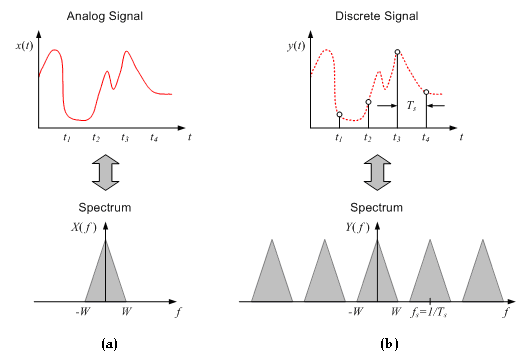 Analog Signal
x(t)
t1 t2 t3 t4 t
Spectrum
X(f)
-W W f
(a)
Discrete Signal
y(t)
Ts
t1 t2 t3 t4 t
Spectrum
Y(f)
-W W fs=1/Ts f
(b)